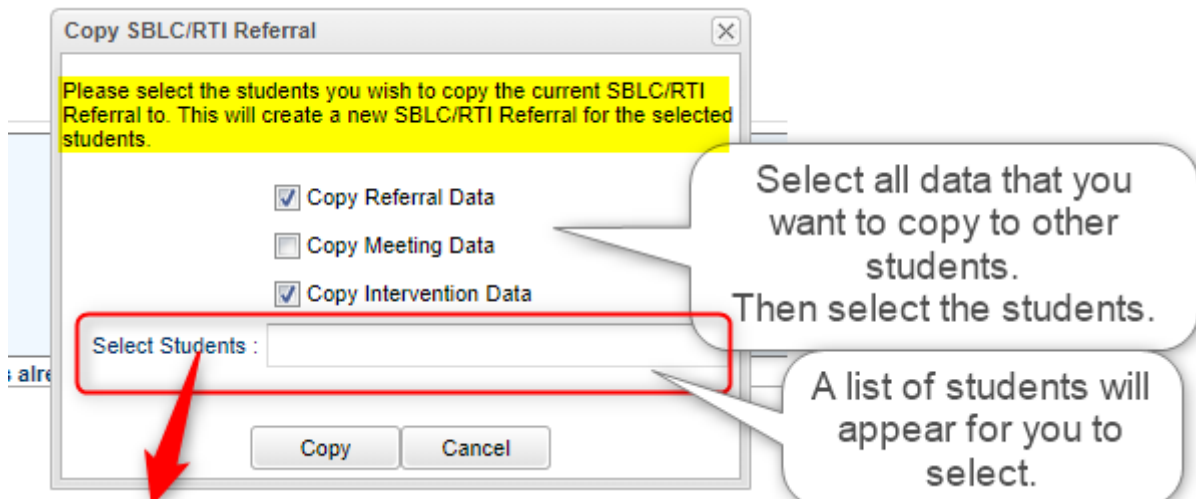 Copy SBLC/RTI Referral
Please select the students you wish to copy the current SBLC/RTI
Referral to. This will create a new SBLC/RTI Referral for the selected
students.
Copy Referral Data
Copy Meeting Data
Copy Intervention Data
Select all data that you
want to copy to other
students.
Then select the students.
Select Students :
s alre
A list of students will
appear for you to
select.
Copy
Cancel